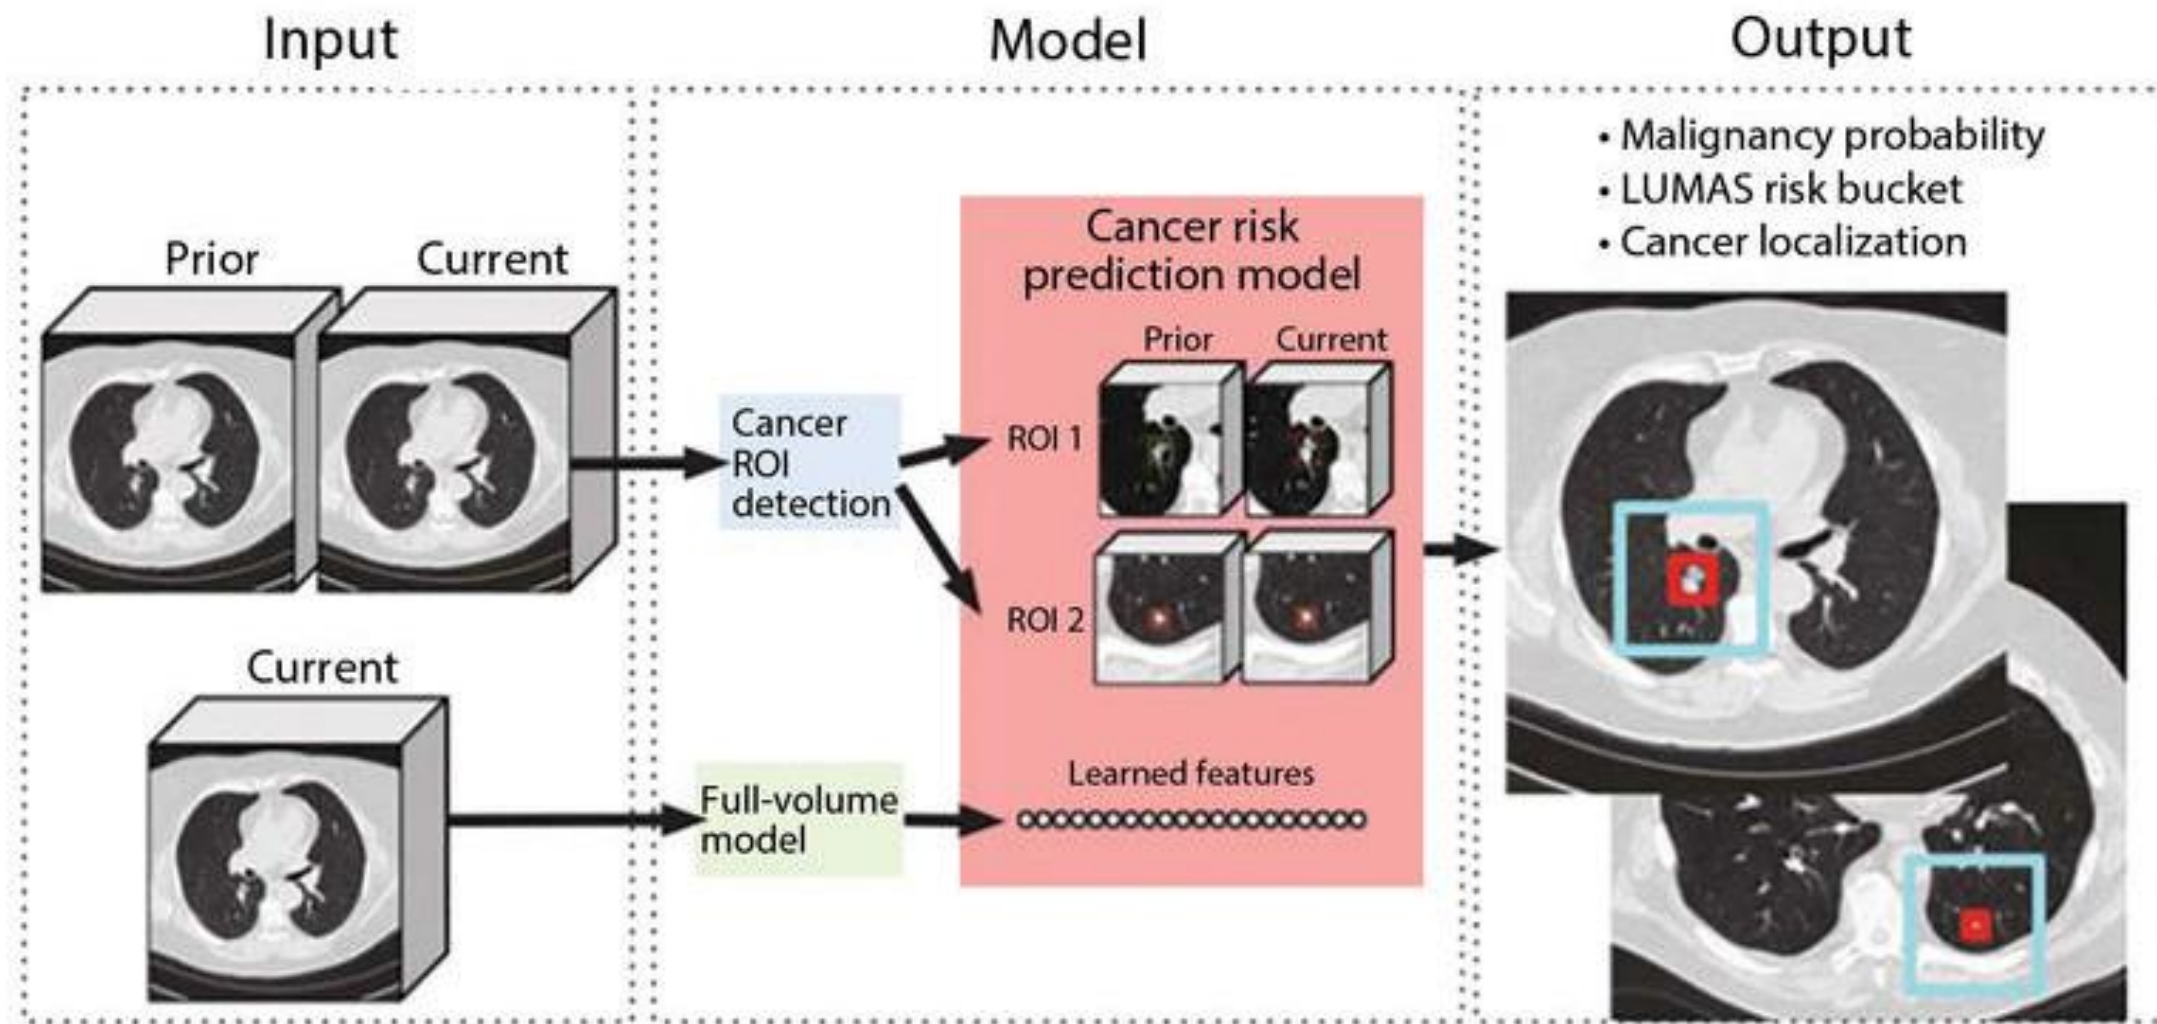 Input
Model
Output
Prior
Current
Current
Cancer
ROI
detection
Full-volume
model
Cancer risk
prediction model
Prior
Current
ROI 1
ROI 2
Learned features
• Malignancy probability
• LUMAS risk bucket
• Cancer localization